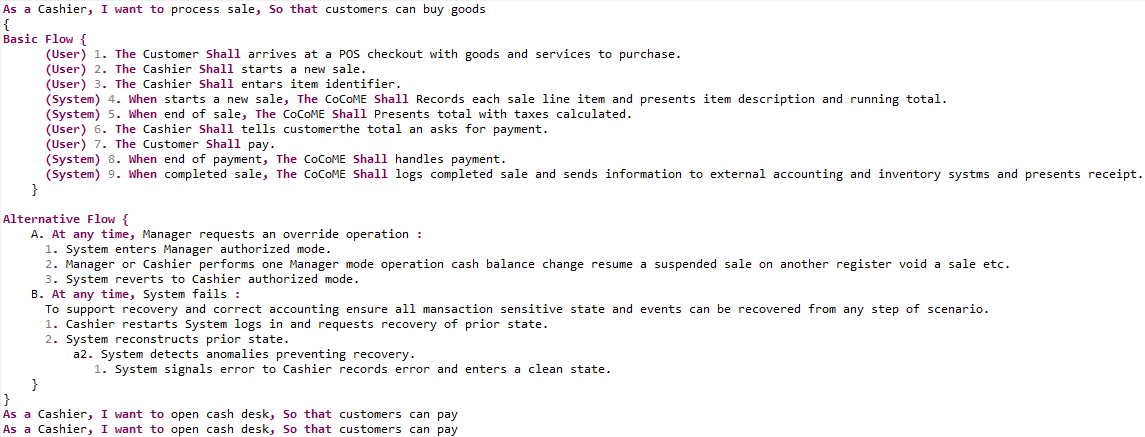 As a Cashier, I want to process sale, So that customers can buy goods
{
Basic Flow {
(User) 1. The Customer Shall arrives at a POS checkout with goods and services to purchase.
(User) 2. The Cashier Shall starts a new sale.
(User) 3. The Cashier Shall entars item identifier.
(System) 4. When starts a new sale, The CoCoME Shall Records each sale line item and presents item description and running total.
(System) 5. When end of sale, The CoCoME Shall Presents total with taxes calculated.
(User) 6. The Cashier Shall tells customerthe total an asks for payment.
(User) 7. The Customer Shall pay.
(System) 8. When end of payment, The CoCoME Shall handles payment.
(System) 9. When completed sale, The CoCoME Shall logs completed sale and sends information to external accounting and inventory systms and presents receipt.
}
Alternative Flow {
A. At any time, Manager requests an override operation :
1. System enters Manager authorized mode.
2. Manager or Cashier performs one Manager mode operation cash balance change resume a suspended sale on another register void a sale etc.
3. System reverts to Cashier authorized mode.
B. At any time, System fails :
To support recovery and correct accounting ensure all mansaction sensitive state and events can be recovered from any step of scenario.
1. Cashier restarts System logs in and requests recovery of prior state.
2. System reconstructs prior state.
a2. System detects anomalies preventing recovery.
1. System signals error to Cashier records error and enters a clean state.
}
}
As a Cashier, I want to open cash desk, So that customers can pay
As a Cashier, I want to open cash desk, So that customers can pay